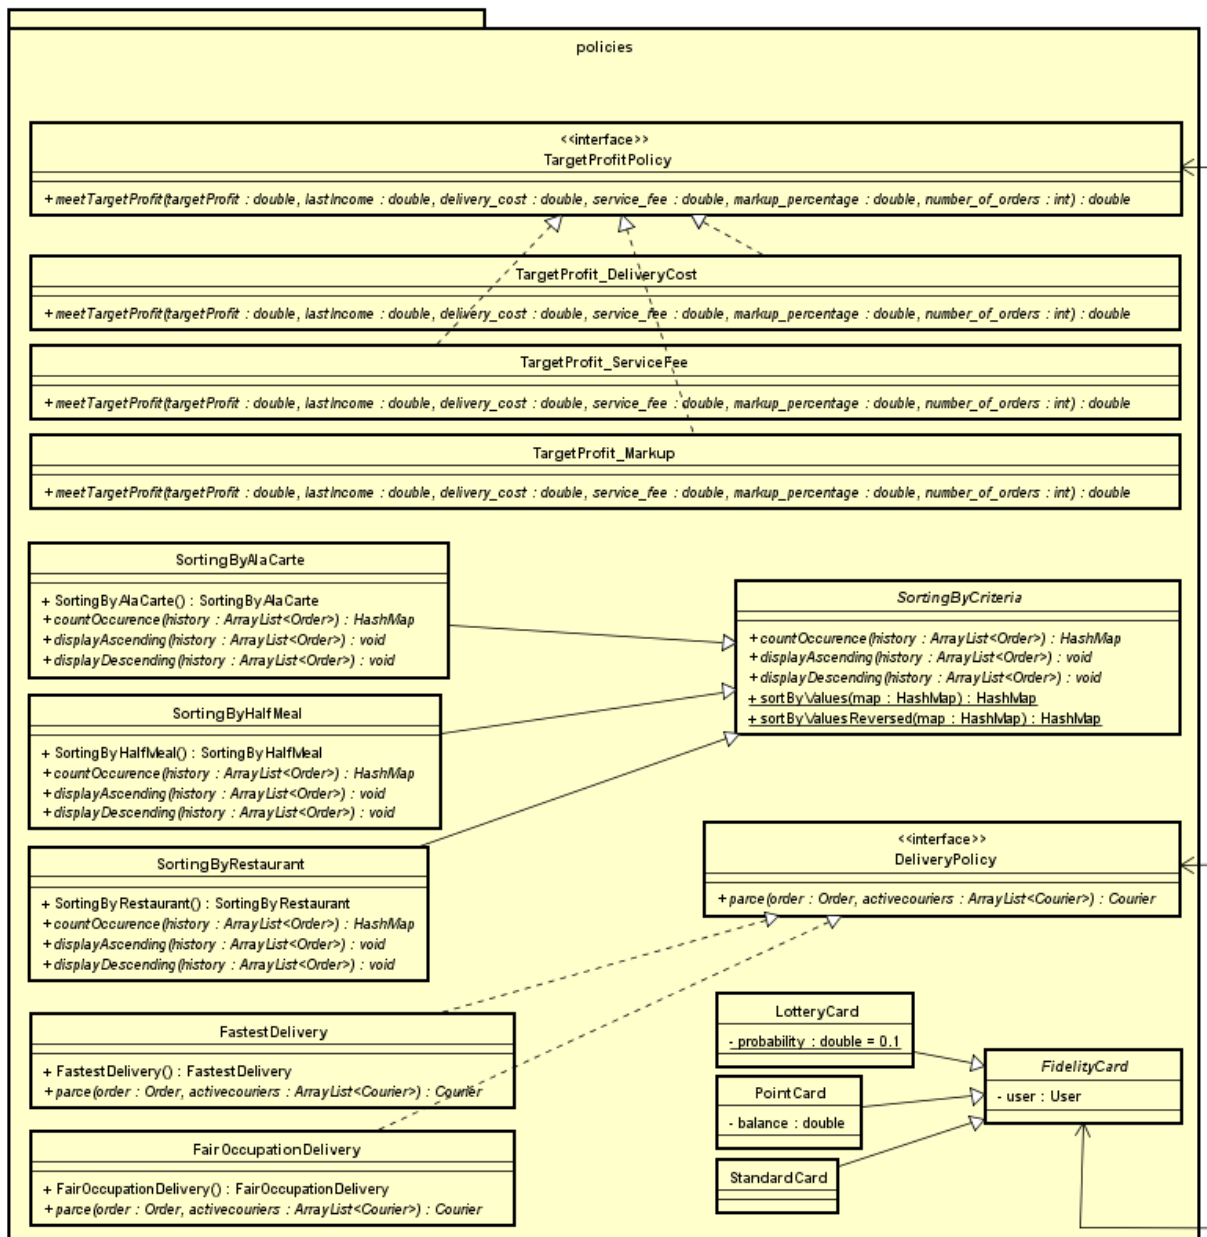 policies
<<interface>>
TargetProfitPolicy
+ meetTargetProfit(targetProfit : double, lastIncome : double, delivery_cost : double, service_fee : double, markup_percentage : double, number_of_orders : int) : double
TargetProfit_DeliveryCost
+ meetTargetProfit(targetProfit : double, lastIncome : double, delivery_cost : double, service_fee : double, markup_percentage : double, number_of_orders : int) : double
TargetProfit_ServiceFee
+ meetTargetProfit(targetProfit : double, lastIncome : double, delivery_cost : double, service_fee : double, markup_percentage : double, number_of_orders : int) : double
TargetProfit_Markup
+ meetTargetProfit(targetProfit : double, lastIncome : double, delivery_cost : double, service_fee : double, markup_percentage : double, number_of_orders : int) : double
SortingByAlaCarte
+ SortingByAlaCarte() : SortingByAlaCarte
+ countOccurence(history : ArrayList<Order>) : HashMap
+ displayAscending(history : ArrayList<Order>) : void
+ displayDescending(history : ArrayList<Order>) : void
SortingByCriteria
+ countOccurence(history : ArrayList<Order>) : HashMap
+ displayAscending(history : ArrayList<Order>) : void
+ displayDescending(history : ArrayList<Order>) : void
+ sortByValues(map : HashMap) : HashMap
+ sortByValuesReversed(map : HashMap) : HashMap
SortingByHalfMeal
+ SortingByHalfMeal() : SortingByHalfMeal
+ countOccurence(history : ArrayList<Order>) : HashMap
+ displayAscending(history : ArrayList<Order>) : void
+ displayDescending(history : ArrayList<Order>) : void
SortingByRestaurant
+ SortingByRestaurant() : SortingByRestaurant
+ countOccurence(history : ArrayList<Order>) : HashMap
+ displayAscending(history : ArrayList<Order>) : void
+ displayDescending(history : ArrayList<Order>) : void
<<interface>>
DeliveryPolicy
+ parce(order : Order, activecouriers : ArrayList<Courier>) : Courier
FastestDelivery
+ FastestDelivery() : FastestDelivery
+ parce(order : Order, activecouriers : ArrayList<Courier>) : Courier
FairOccupationDelivery
+ FairOccupationDelivery() : FairOccupationDelivery
+ parce(order : Order, activecouriers : ArrayList<Courier>) : Courier
LotteryCard
- probability : double = 0.1
PointCard
- balance : double
StandardCard
FidelityCard
- user : User